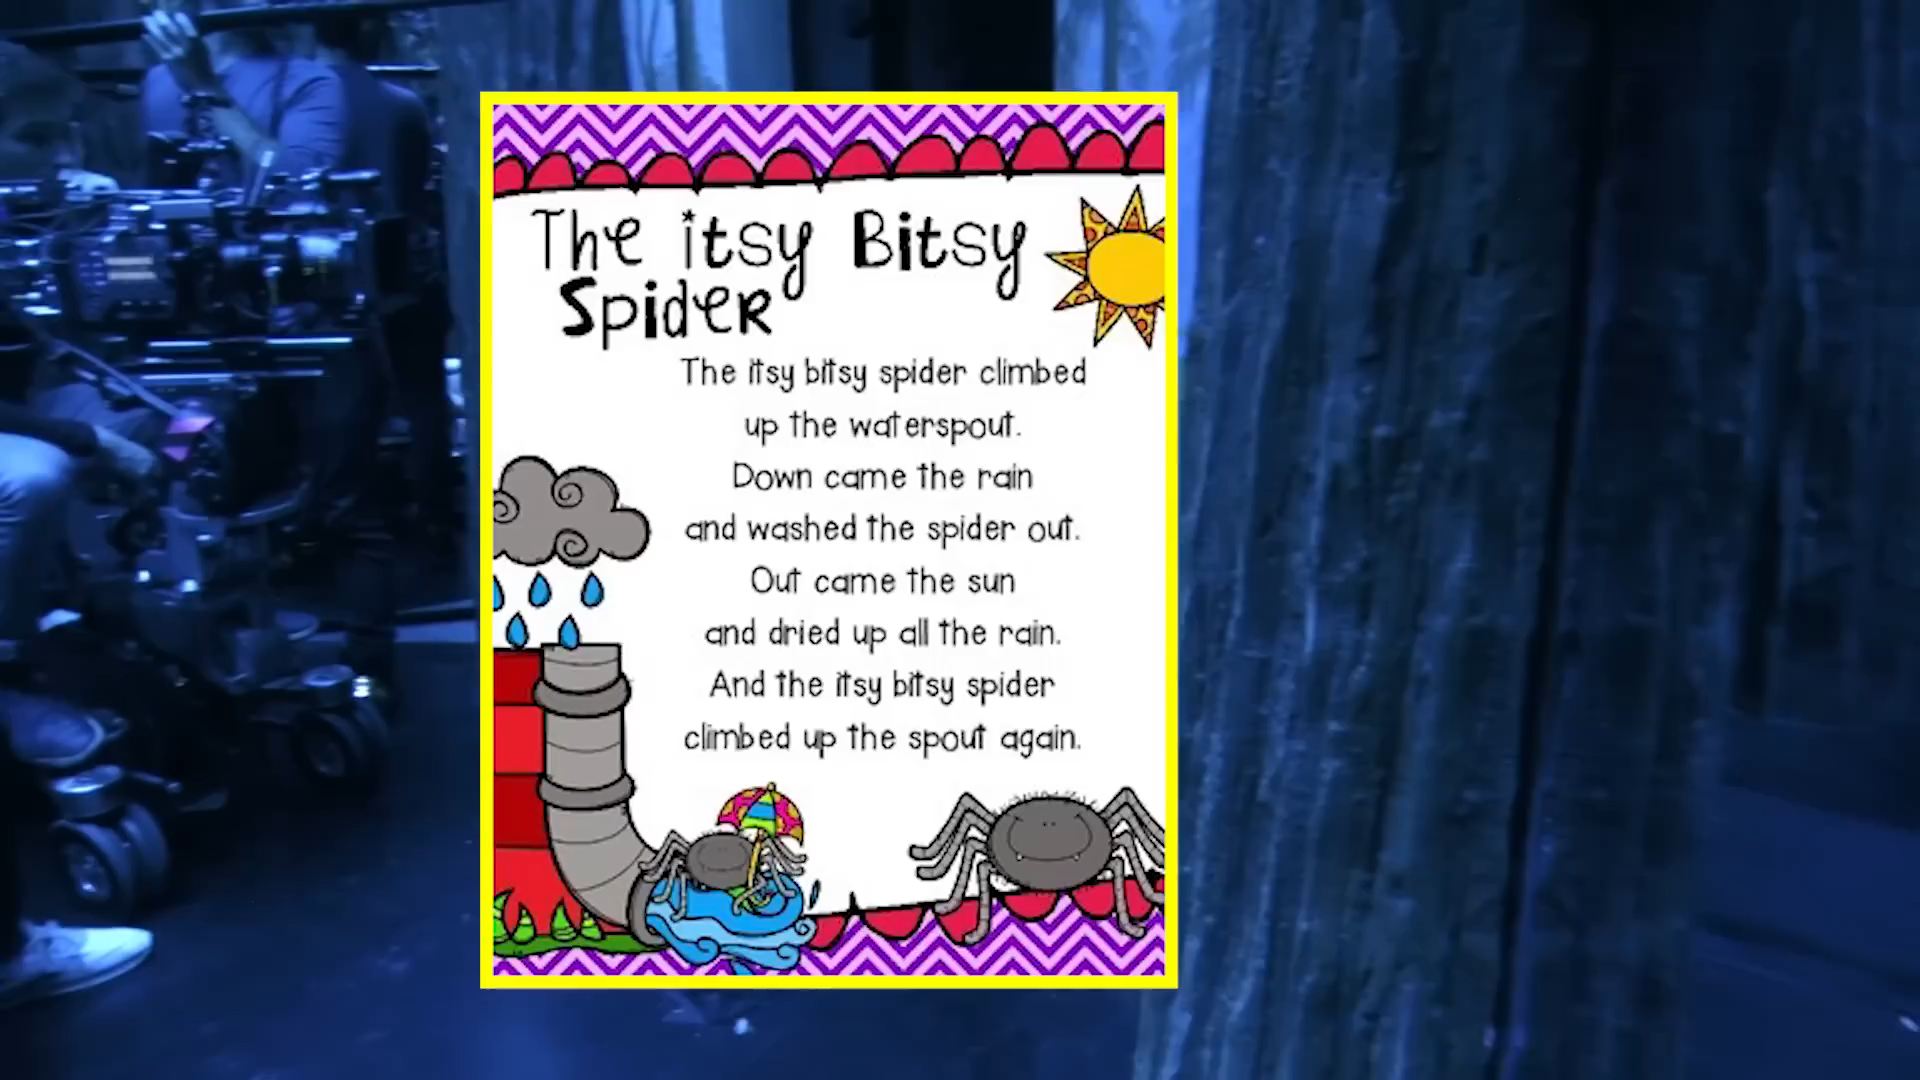 The itsy Bitsy
Spider
The itsy bitsy spider climbed
up the waterspout.
Down came the rain
and washed the spider out.
Out came the sun
and dried up all the rain.
And the itsy bitsy spider
climbed up the spout again.